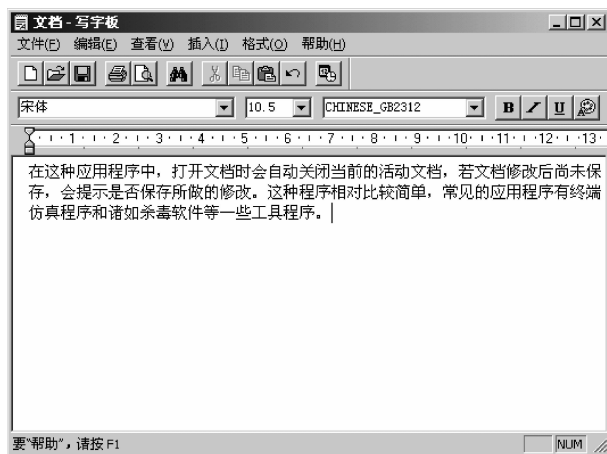 文档 - 写字板
文件(F) 编辑(E) 查看(V) 插入(I) 格式(O) 帮助(H)
宋体 10.5 CHINESE_GB2312 B I U
1 2 3 4 5 6 7 8 9 10 11 12 13
在这种应用程序中，打开文档时会自动关闭当前的活动文档，若文档修改后尚未保
存，会提示是否保存所做的修改。这种程序相对比较简单，常见的应用程序有终端
仿真程序和诸如杀毒软件等一些工具程序。
要“帮助”，请按 F1 NUM